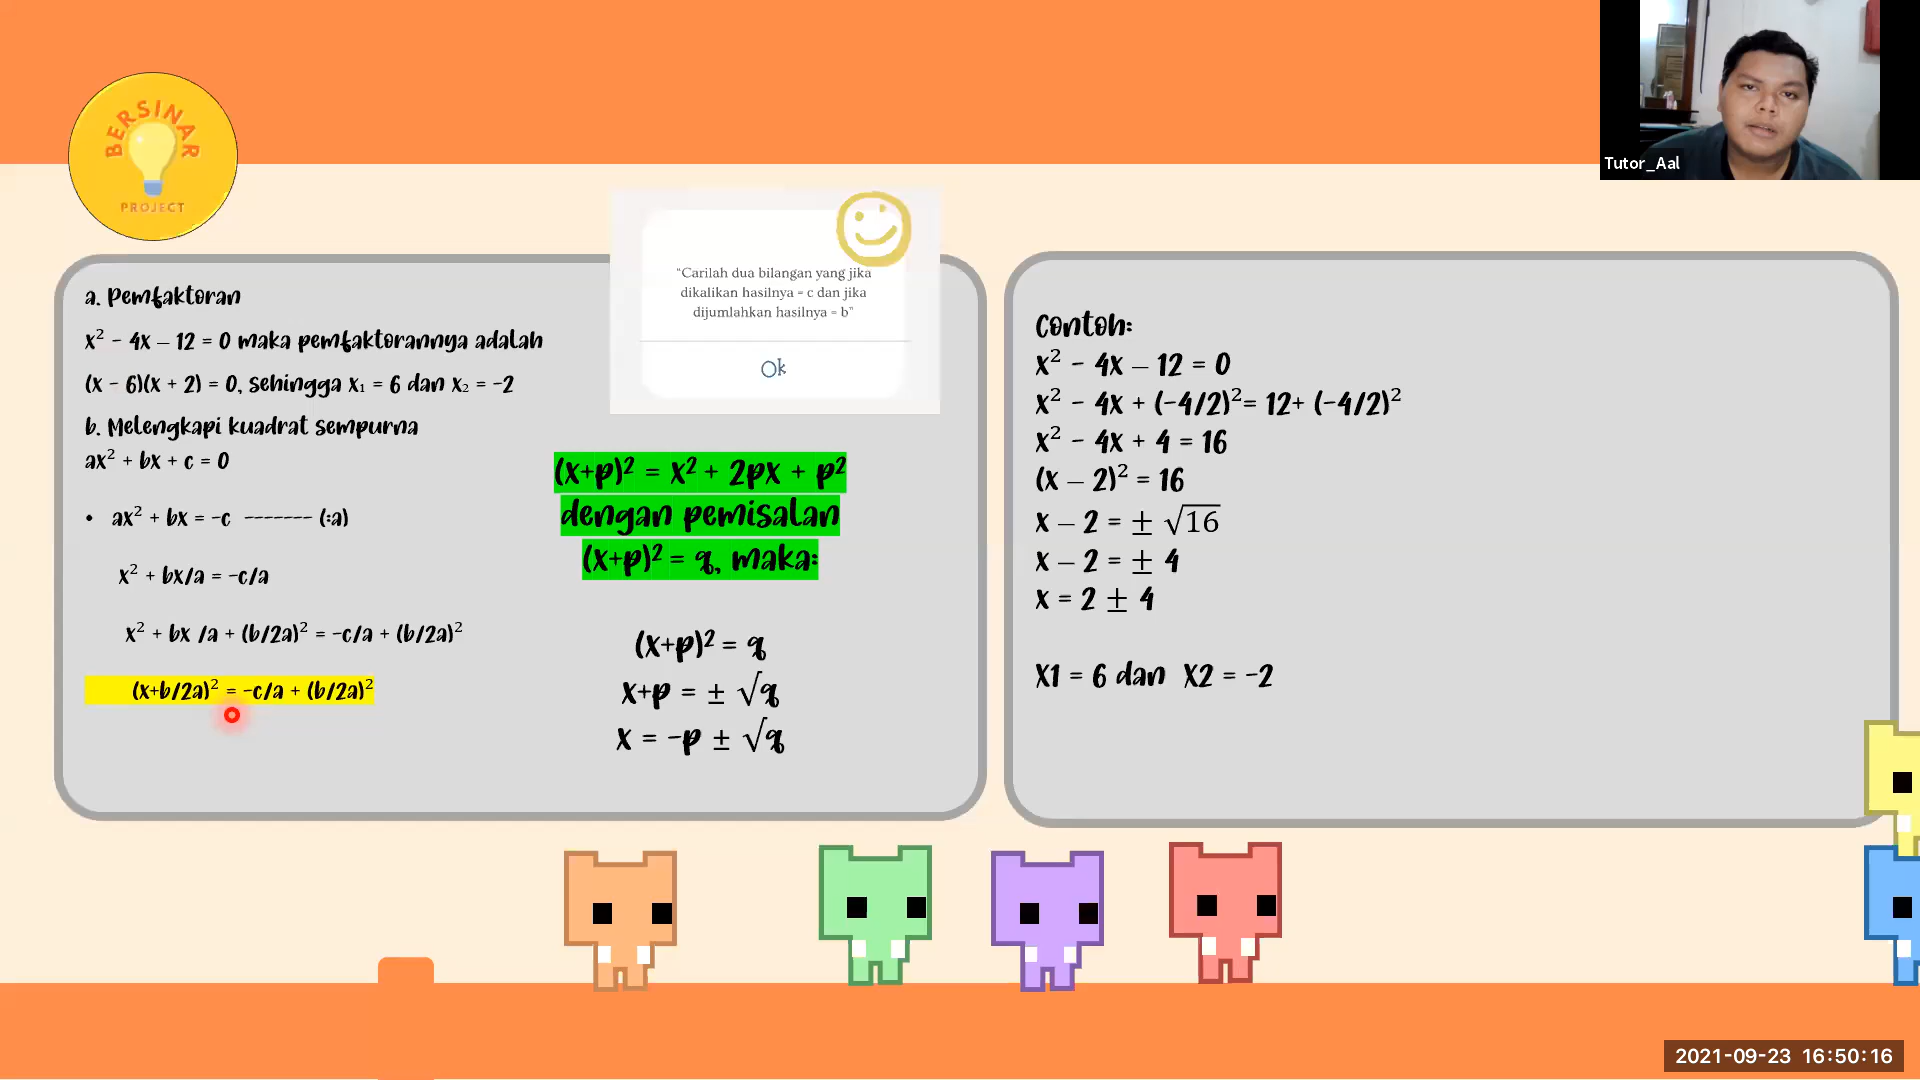 BERSINAR
PROJECT
Tutor_Aal
"Carilah dua bilangan yang jika
dikalikan hasilnya = c dan jika
dijumlahkan hasilnya = b"
Ok
a. Pemfaktoran
x² - 4x – 12 = 0 maka pemfaktorannya adalah
(x - 6)(x + 2) = 0, sehingga x₁ = 6 dan x₂ = -2
b. Melengkapi kuadrat sempurna
ax² + bx + c = 0
• ax² + bx = -c ------- (:a)
x² + bx/a = -c/a
x² + bx /a + (b/2a)² = -c/a + (b/2a)²
(x+b/2a)² = -c/a + (b/2a)²
(x+p)² = x² + 2px + p²
dengan pemisalan
(x+p)² = q, maka:
(x+p)² = q
x+p = ± √q
x = -p ± √q
Contoh:
x² - 4x – 12 = 0
x² - 4x + (-4/2)²= 12+ (-4/2)²
x² - 4x + 4 = 16
(x – 2)² = 16
x – 2 = ± √16
x – 2 = ± 4
x = 2 ± 4
X1 = 6 dan X2 = -2
2021-09-23 16:50:16